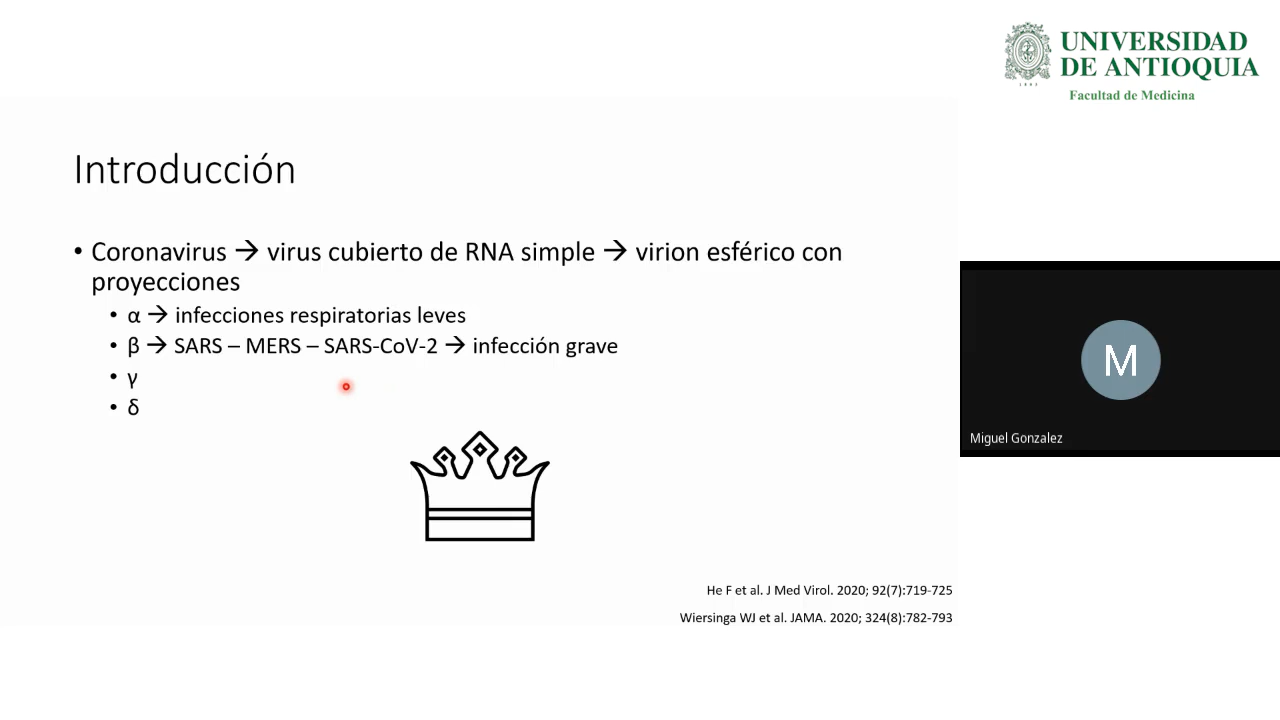 UNIVERSIDAD
DE ANTIOQUIA
1803
Facultad de Medicina
Introducción
• Coronavirus → virus cubierto de RNA simple → virion esférico con
proyecciones
• α → infecciones respiratorias leves
• β → SARS – MERS – SARS-CoV-2 → infección grave
• γ
• δ
M
Miguel Gonzalez
He F et al. J Med Virol. 2020; 92(7):719-725
Wiersinga WJ et al. JAMA. 2020; 324(8):782-793